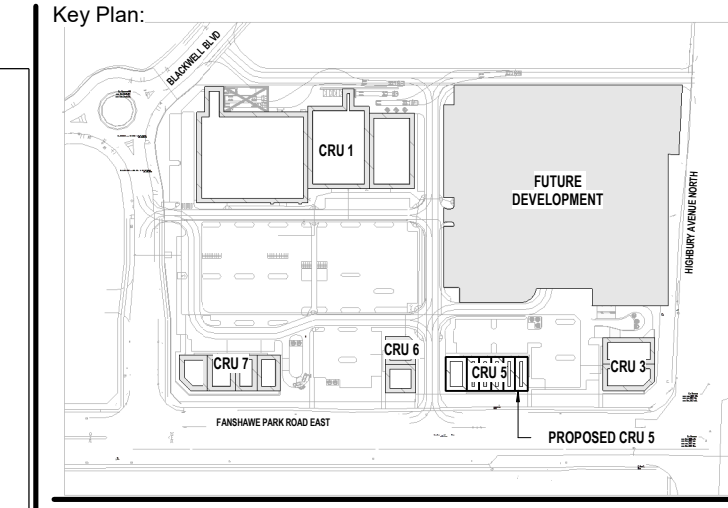 Key Plan:
BLACKWELL BLVD
CRU 1
FUTURE
DEVELOPMENT
HIGHBURY AVENUE NORTH
CRU 7
CRU 6
CRU 5
CRU 3
FANSHAWE PARK ROAD EAST
PROPOSED CRU 5